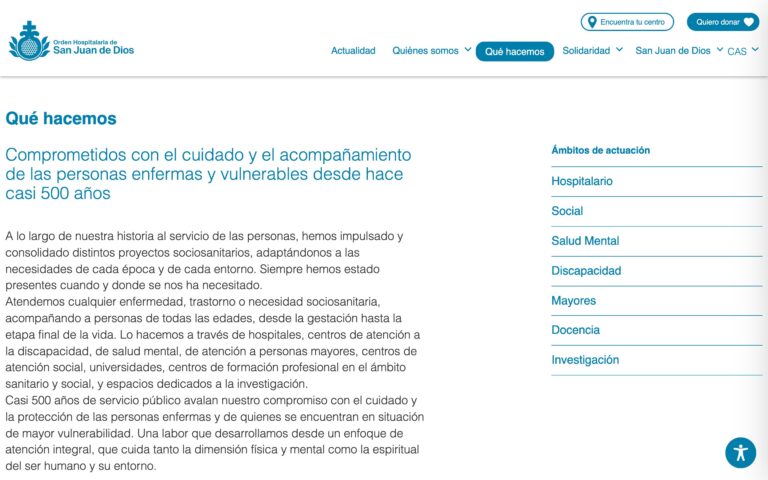 Encuentra tu centro
Quiero donar
Orden Hospitalaria de
San Juan de Dios
Actualidad
Quiénes somos
Qué hacemos
Solidaridad
San Juan de Dios
CAS
Qué hacemos
Comprometidos con el cuidado y el acompañamiento
de las personas enfermas y vulnerables desde hace
casi 500 años
A lo largo de nuestra historia al servicio de las personas, hemos impulsado y
consolidado distintos proyectos sociosanitarios, adaptándonos a las
necesidades de cada época y de cada entorno. Siempre hemos estado
presentes cuando y donde se nos ha necesitado.
Atendemos cualquier enfermedad, trastorno o necesidad sociosanitaria,
acompañando a personas de todas las edades, desde la gestación hasta la
etapa final de la vida. Lo hacemos a través de hospitales, centros de atención a
la discapacidad, de salud mental, de atención a personas mayores, centros de
atención social, universidades, centros de formación profesional en el ámbito
sanitario y social, y espacios dedicados a la investigación.
Casi 500 años de servicio público avalan nuestro compromiso con el cuidado y
la protección de las personas enfermas y de quienes se encuentran en situación
de mayor vulnerabilidad. Una labor que desarrollamos desde un enfoque de
atención integral, que cuida tanto la dimensión física y mental como la espiritual
del ser humano y su entorno.
Ámbitos de actuación
Hospitalario
Social
Salud Mental
Discapacidad
Mayores
Docencia
Investigación